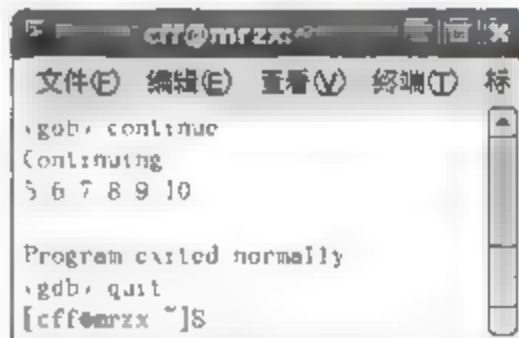 cff@mrzx:
文件(F) 编辑(E) 查看(V) 终端(T) 标
(gdb) continue
Continuing
5 6 7 8 9 10
Program exited normally
(gdb) quit
[cff@mrzx ~]$